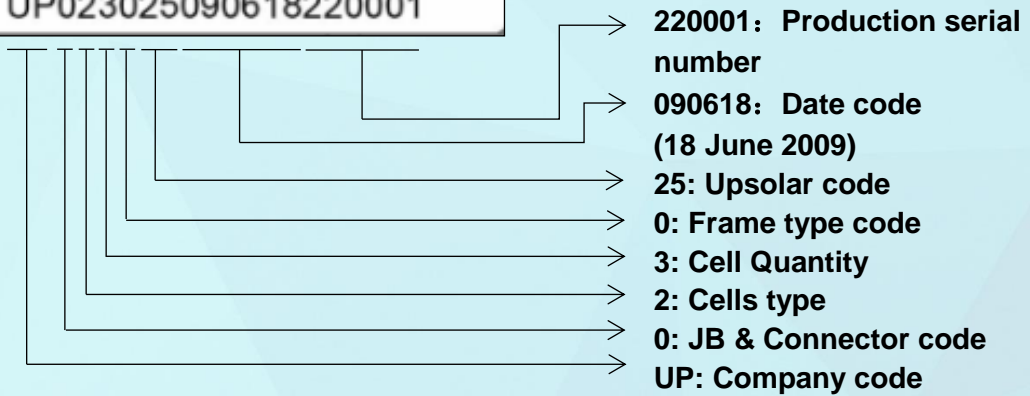 UP023025090618220001
220001：Production serial
number
090618：Date code
(18 June 2009)
25: Upsolar code
0: Frame type code
3: Cell Quantity
2: Cells type
0: JB & Connector code
UP: Company code